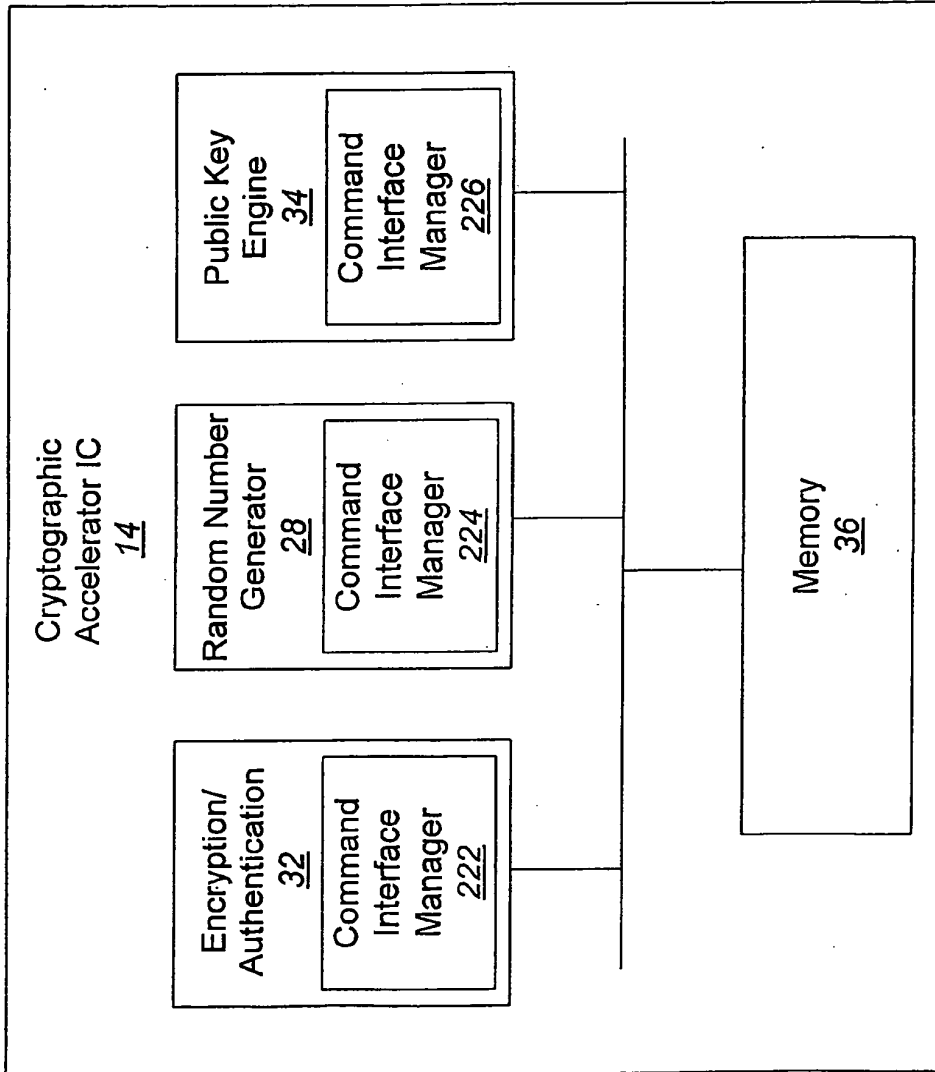 Cryptographic
Accelerator IC
14
Encryption/
Authentication
32
Command
Interface
Manager
222
Random Number
Generator
28
Command
Interface
Manager
224
Public Key
Engine
34
Command
Interface
Manager
226
Memory
36